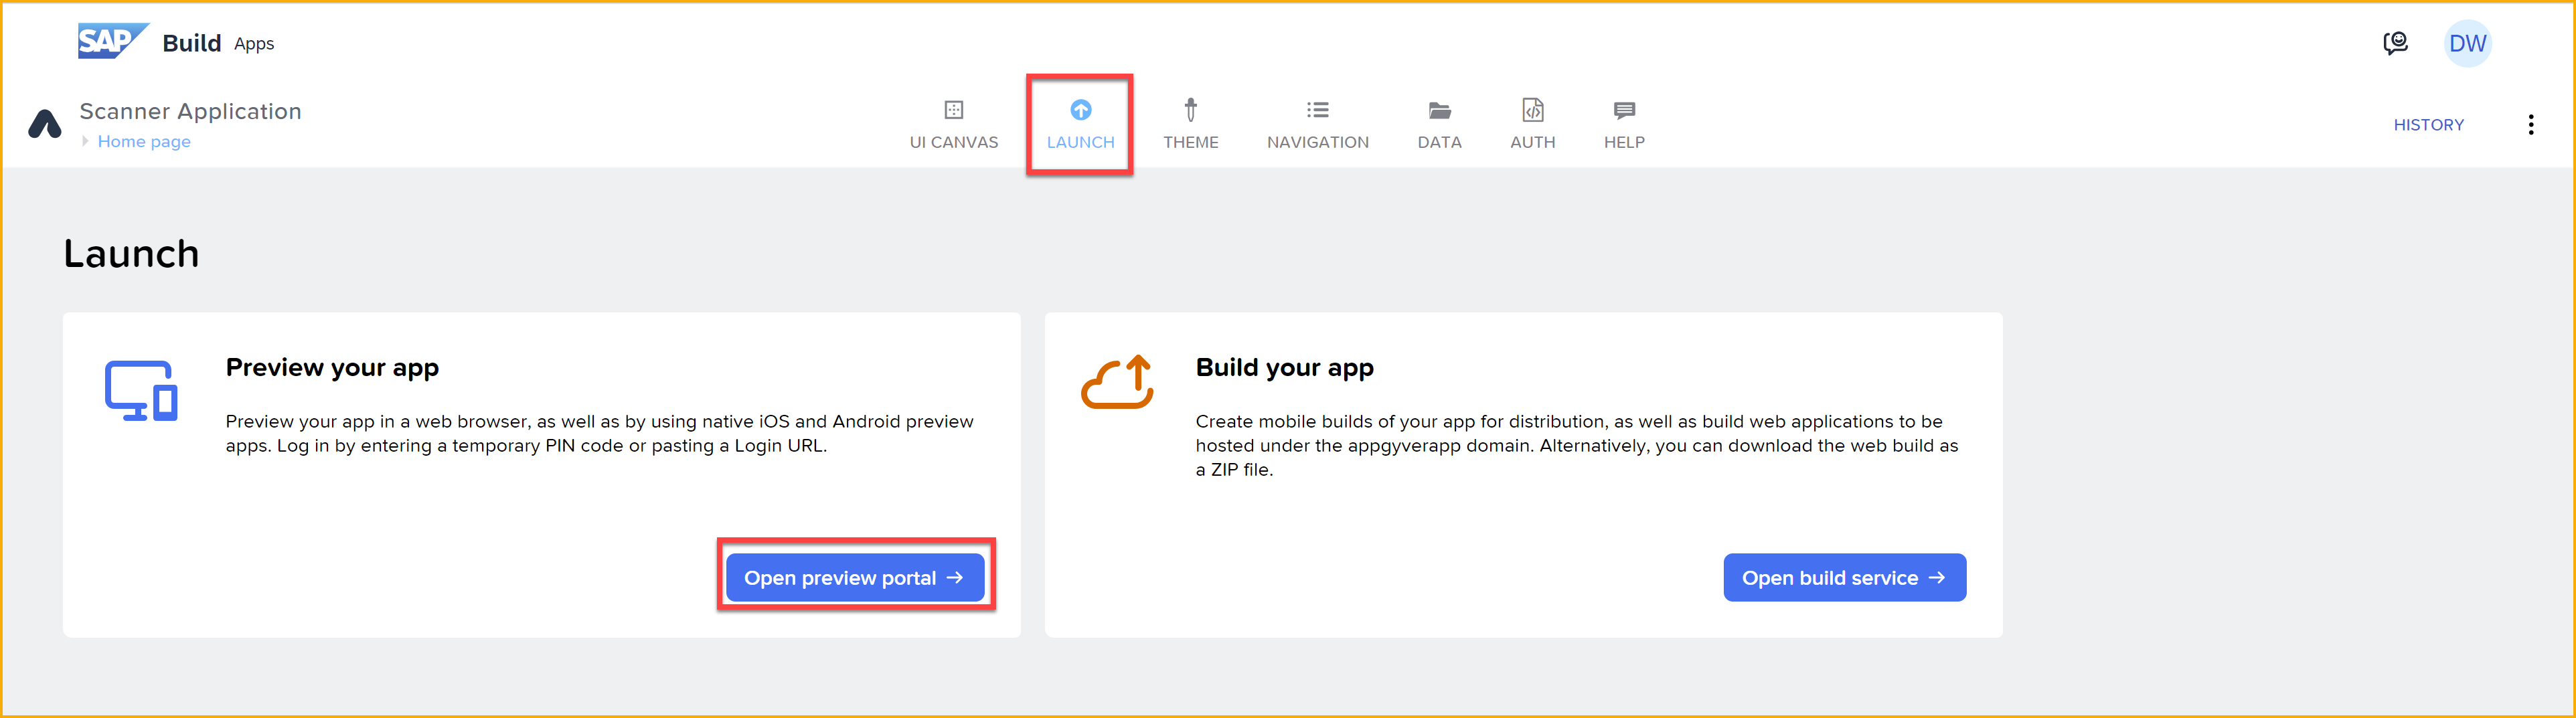 SAP Build Apps
DW
Scanner Application
Home page
UI CANVAS
LAUNCH
THEME
NAVIGATION
DATA
AUTH
HELP
HISTORY
Launch
Preview your app
Preview your app in a web browser, as well as by using native iOS and Android preview
apps. Log in by entering a temporary PIN code or pasting a Login URL.
Open preview portal →
Build your app
Create mobile builds of your app for distribution, as well as build web applications to be
hosted under the appgyverapp domain. Alternatively, you can download the web build as
a ZIP file.
Open build service →